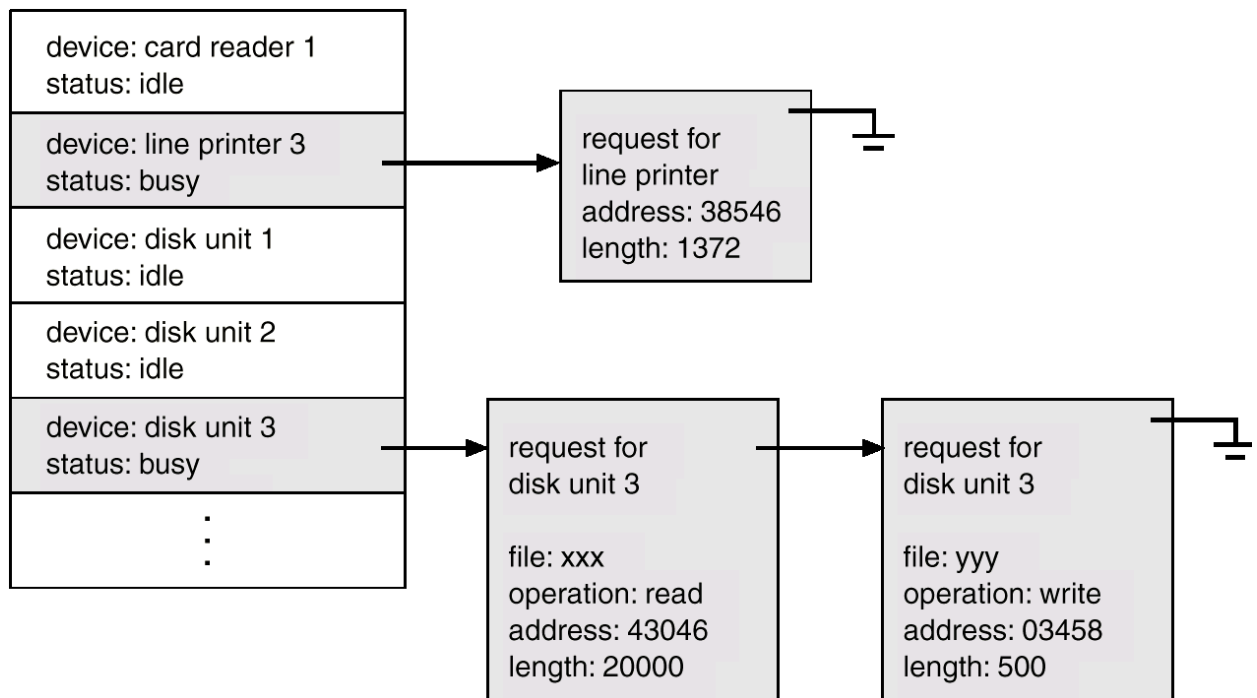 device: card reader 1
status: idle
device: line printer 3
status: busy
device: disk unit 1
status: idle
device: disk unit 2
status: idle
device: disk unit 3
status: busy
request for
line printer
address: 38546
length: 1372
request for
disk unit 3
file: xxx
operation: read
address: 43046
length: 20000
request for
disk unit 3
file: yyy
operation: write
address: 03458
length: 500